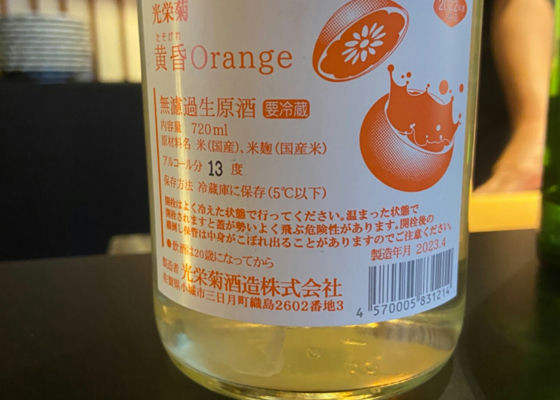 光栄菊
たそがれ
黄昏Orange
無濾過生原酒 要冷蔵
内容量 720ml
原材料名 米(国産)、米麹(国産米)
アルコール分 13 度
保存方法 冷蔵庫に保存(5℃以下)
開栓はよく冷えた状態で行ってください。温まった状態で
開栓されますと蓋が勢いよく飛ぶ危険性があります。開栓後の
横倒し保管は中身がこぼれ出ることがありますのでご注意ください。
●飲酒は20歳になってから
製造年月 2023.4
製造者 光栄菊酒造株式会社
佐賀県小城市三日月町織島2602番地3
4 570005 831214